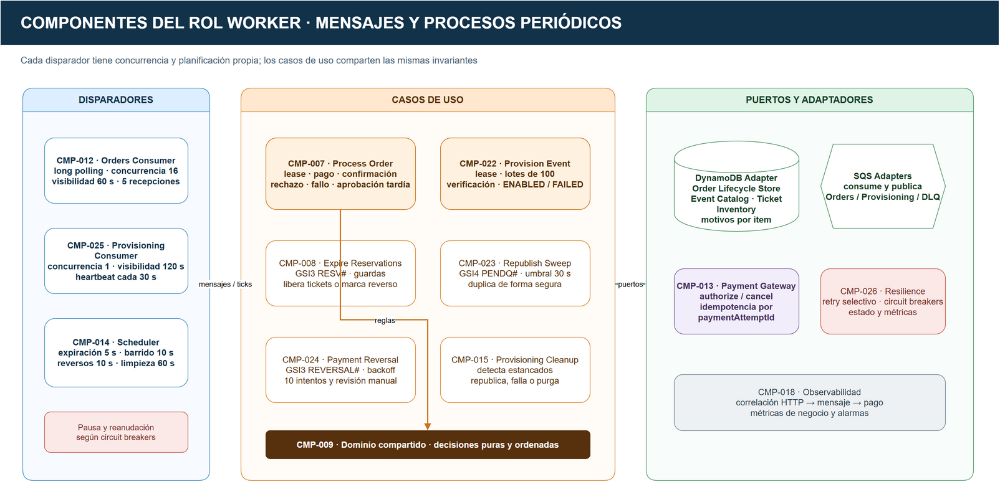 COMPONENTES DEL ROL WORKER · MENSAJES Y PROCESOS PERIÓDICOS
Cada disparador tiene concurrencia y planificación propia; los casos de uso comparten las mismas invariantes
DISPARADORES
CMP-012 · Orders Consumer
long polling · concurrencia 16
visibilidad 60 s · 5 recepciones
CMP-025 · Provisioning
Consumer
concurrencia 1 · visibilidad 120 s
heartbeat cada 30 s
CMP-014 · Scheduler
expiración 5 s · barrido 10 s
reversos 10 s · limpieza 60 s
Pausa y reanudación
según circuit breakers
mensajes / ticks
CASOS DE USO
CMP-007 · Process Order
lease · pago · confirmación
rechazo · fallo · aprobación tardía
CMP-022 · Provision Event
lease · lotes de 100
verificación · ENABLED / FAILED
CMP-008 · Expire Reservations
GSI3 RESV# · guardas
libera tickets o marca reverso
CMP-023 · Republish Sweep
GSI4 PENDQ# · umbral 30 s
duplica de forma segura
reglas
CMP-024 · Payment Reversal
GSI3 REVERSAL# · backoff
10 intentos y revisión manual
CMP-015 · Provisioning Cleanup
detecta estancados
republica, falla o purga
CMP-009 · Dominio compartido · decisiones puras y ordenadas
puertos
PUERTOS Y ADAPTADORES
DynamoDB Adapter
Order Lifecycle Store
Event Catalog · Ticket
Inventory
motivos por item
SQS Adapters
consume y publica
Orders / Provisioning / DLQ
CMP-013 · Payment Gateway
authorize / cancel
idempotencia por
paymentAttemptId
CMP-026 · Resilience
retry selectivo · circuit breakers
estado y métricas
CMP-018 · Observabilidad
correlación HTTP → mensaje → pago
métricas de negocio y alarmas